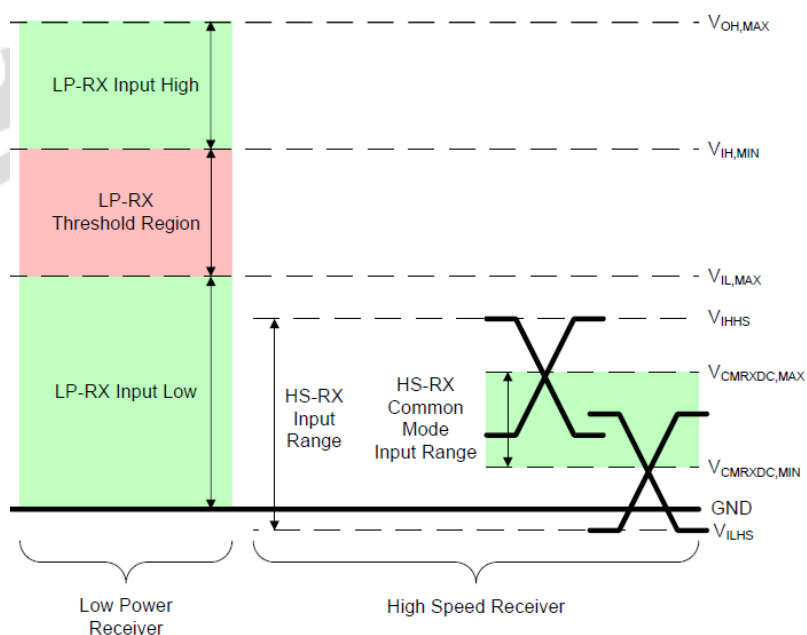 V_OH,MAX
LP-RX Input High
V_IH,MIN
LP-RX
Threshold Region
V_IL,MAX
V_IHHS
LP-RX Input Low
HS-RX
Input
Range
HS-RX
Common
Mode
Input Range
V_CMRXDC,MAX
V_CMRXDC,MIN
GND
V_ILHS
Low Power
Receiver
High Speed Receiver